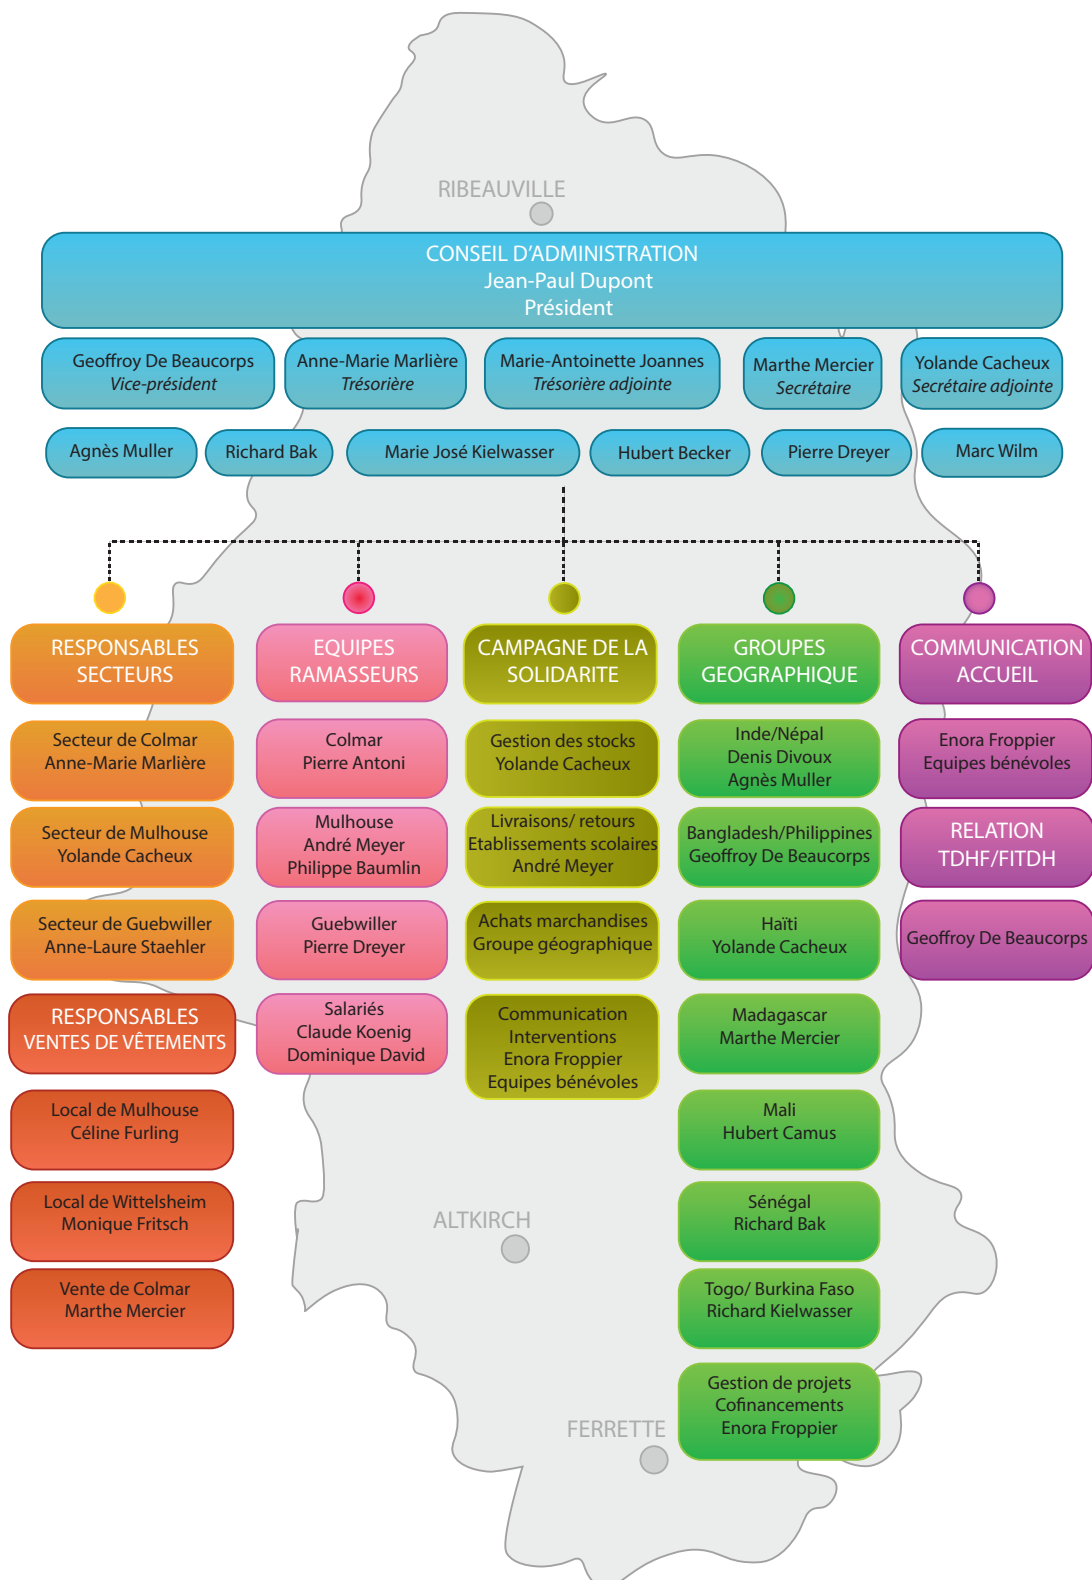 RIBEAUVILLE
CONSEIL D'ADMINISTRATION
Jean-Paul Dupont
Président
Geoffroy De Beaucorps
Vice-président
Anne-Marie Marlière
Trésorière
Marie-Antoinette Joannes
Trésorière adjointe
Marthe Mercier
Secrétaire
Yolande Cacheux
Secrétaire adjointe
Agnès Muller
Richard Bak
Marie José Kielwasser
Hubert Becker
Pierre Dreyer
Marc Wilm
RESPONSABLES
SECTEURS
Secteur de Colmar
Anne-Marie Marlière
Secteur de Mulhouse
Yolande Cacheux
Secteur de Guebwiller
Anne-Laure Staehler
RESPONSABLES
VENTES DE VÊTEMENTS
Local de Mulhouse
Céline Furling
Local de Wittelsheim
Monique Fritsch
Vente de Colmar
Marthe Mercier
EQUIPES
RAMASSEURS
Colmar
Pierre Antoni
Mulhouse
André Meyer
Philippe Baumlin
Guebwiller
Pierre Dreyer
Salariés
Claude Koenig
Dominique David
CAMPAGNE DE LA
SOLIDARITE
Gestion des stocks
Yolande Cacheux
Livraisons/ retours
Etablissements scolaires
André Meyer
Achats marchandises
Groupe géographique
Communication
Interventions
Enora Froppier
Equipes bénévoles
GROUPES
GEOGRAPHIQUE
Inde/Népal
Denis Divoux
Agnès Muller
Bangladesh/Philippines
Geoffroy De Beaucorps
Haïti
Yolande Cacheux
Madagascar
Marthe Mercier
Mali
Hubert Camus
Sénégal
Richard Bak
Togo/ Burkina Faso
Richard Kielwasser
Gestion de projets
Cofinancements
Enora Froppier
COMMUNICATION
ACCUEIL
Enora Froppier
Equipes bénévoles
RELATION
TDHF/FITDH
Geoffroy De Beaucorps
ALTKIRCH
FERRETTE